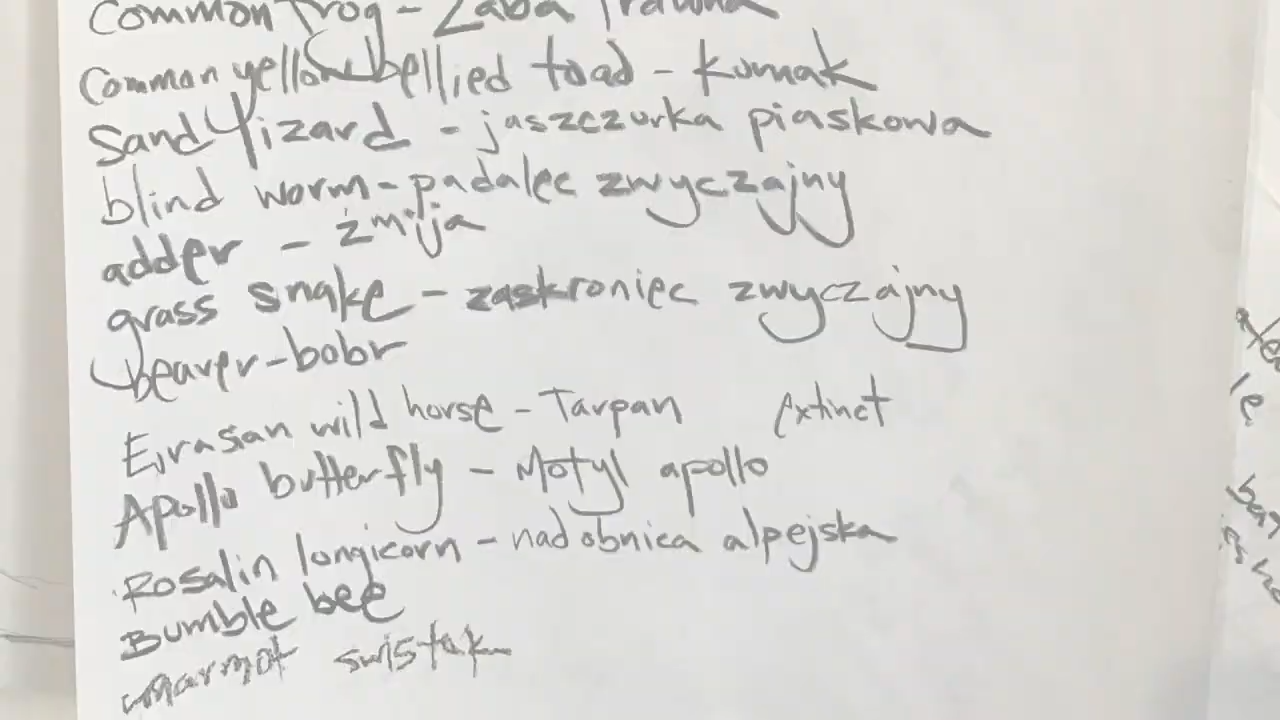 Common frog - Żaba Trawna
Common yellow bellied toad - kumak
Sand lizard - jaszczurka piaskowa
blind worm - padalec zwyczajny
adder - żmija
grass snake - zaskroniec zwyczajny
beaver - bobr
Eurasian wild horse - Tarpan extinct
Apollo butterfly - Motyl apollo
Rosalin longicorn - nadobnica alpejska
Bumble bee
marmot swistak